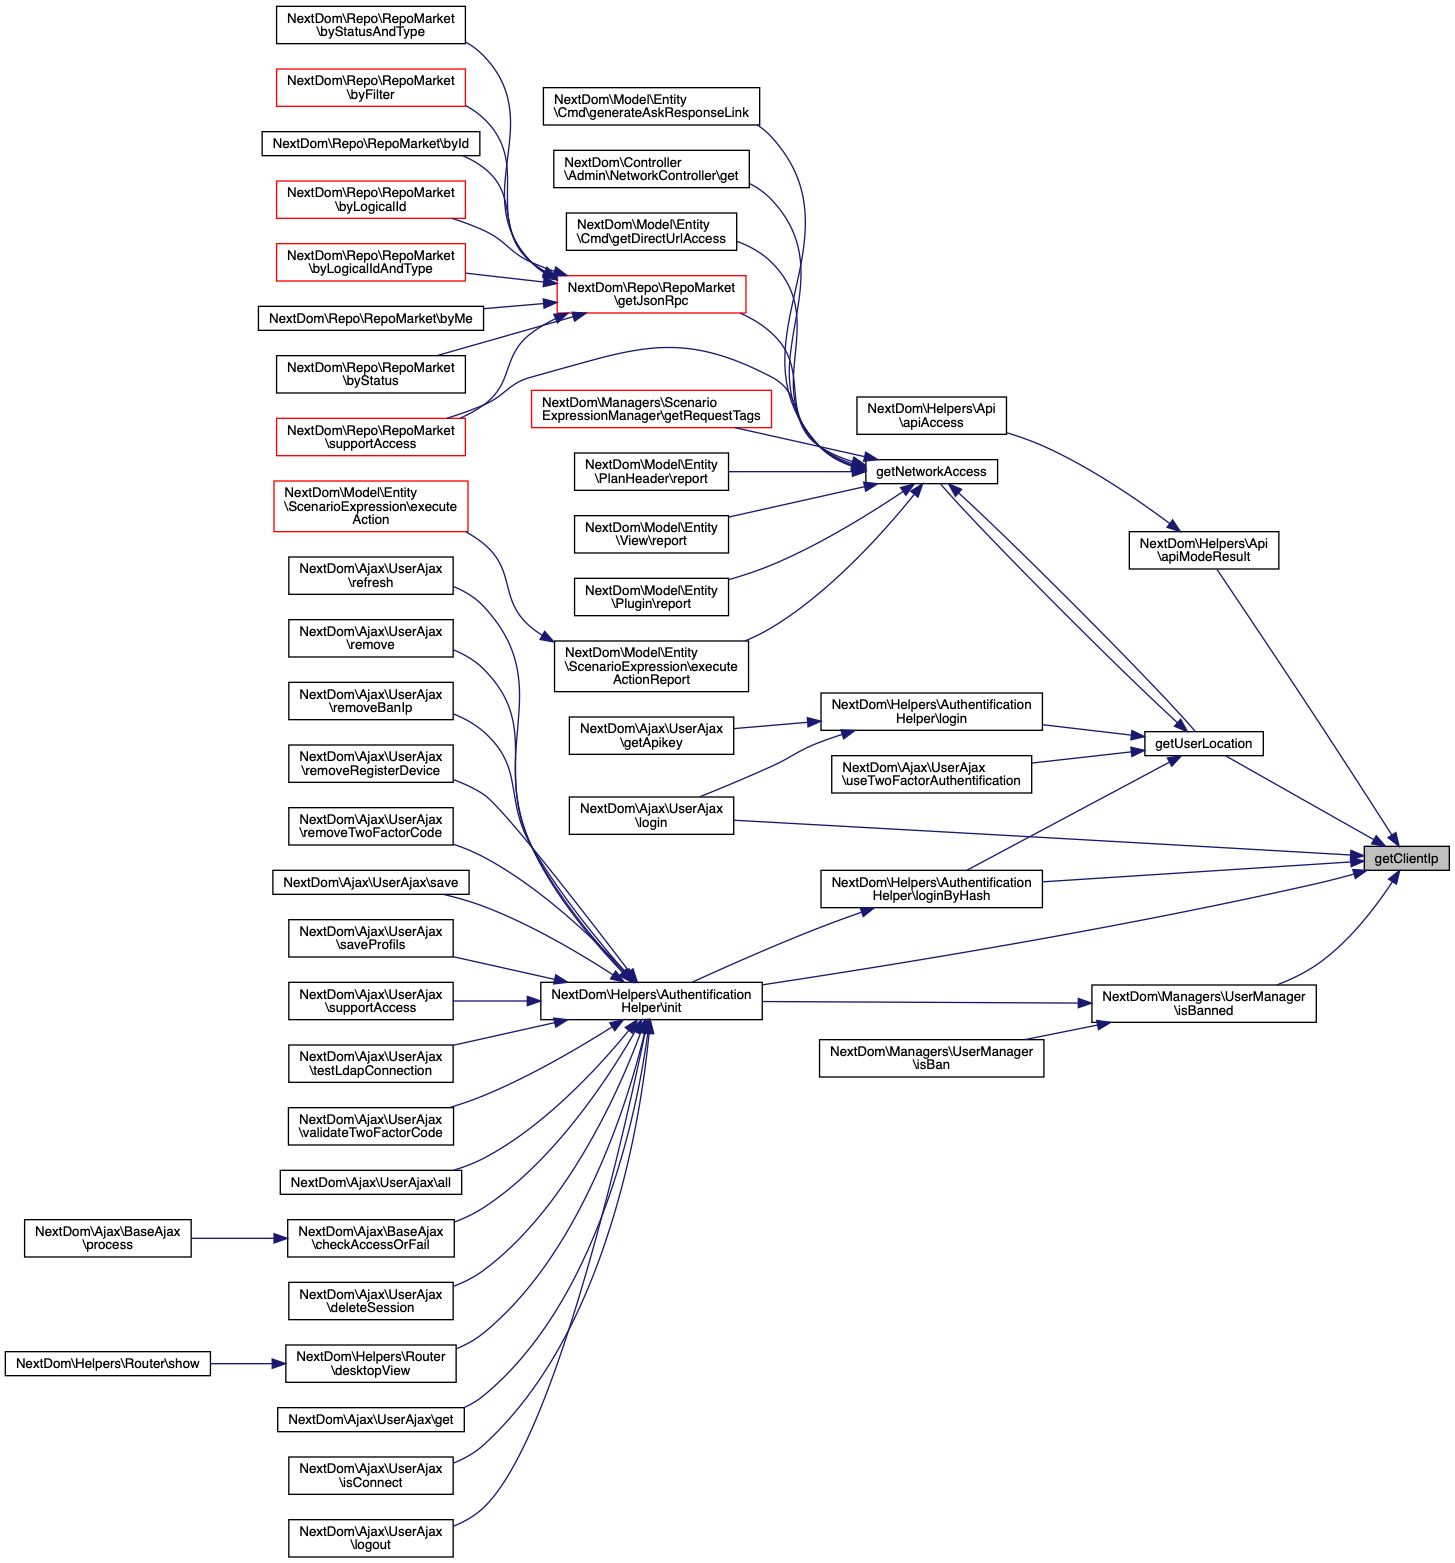 NextDom\Repo\RepoMarket
\byStatusAndType
NextDom\Repo\RepoMarket
\byFilter
NextDom\Repo\RepoMarket\byId
NextDom\Repo\RepoMarket
\byLogicalId
NextDom\Repo\RepoMarket
\byLogicalIdAndType
NextDom\Repo\RepoMarket\byMe
NextDom\Repo\RepoMarket
\byStatus
NextDom\Repo\RepoMarket
\supportAccess
NextDom\Model\Entity
\ScenarioExpression\execute
Action
NextDom\Ajax\UserAjax
\refresh
NextDom\Ajax\UserAjax
\remove
NextDom\Ajax\UserAjax
\removeBanIp
NextDom\Ajax\UserAjax
\removeRegisterDevice
NextDom\Ajax\UserAjax
\removeTwoFactorCode
NextDom\Ajax\UserAjax\save
NextDom\Ajax\UserAjax
\saveProfils
NextDom\Ajax\UserAjax
\supportAccess
NextDom\Ajax\UserAjax
\testLdapConnection
NextDom\Ajax\UserAjax
\validateTwoFactorCode
NextDom\Ajax\UserAjax\all
NextDom\Ajax\BaseAjax
\process
NextDom\Ajax\BaseAjax
\checkAccessOrFail
NextDom\Ajax\UserAjax
\deleteSession
NextDom\Helpers\Router\show
NextDom\Helpers\Router
\desktopView
NextDom\Ajax\UserAjax\get
NextDom\Ajax\UserAjax
\isConnect
NextDom\Ajax\UserAjax
\logout
NextDom\Model\Entity
\Cmd\generateAskResponseLink
NextDom\Controller
\Admin\NetworkController\get
NextDom\Model\Entity
\Cmd\getDirectUrlAccess
NextDom\Repo\RepoMarket
\getJsonRpc
NextDom\Managers\Scenario
ExpressionManager\getRequestTags
NextDom\Model\Entity
\PlanHeader\report
NextDom\Model\Entity
\View\report
NextDom\Model\Entity
\Plugin\report
NextDom\Model\Entity
\ScenarioExpression\execute
ActionReport
NextDom\Ajax\UserAjax
\getApikey
NextDom\Ajax\UserAjax
\login
NextDom\Helpers\Authentification
Helper\init
NextDom\Helpers\Api
\apiAccess
getNetworkAccess
NextDom\Helpers\Authentification
Helper\login
NextDom\Ajax\UserAjax
\useTwoFactorAuthentification
NextDom\Helpers\Authentification
Helper\loginByHash
NextDom\Managers\UserManager
\isBan
NextDom\Helpers\Api
\apiModeResult
getUserLocation
NextDom\Managers\UserManager
\isBanned
getClientIp